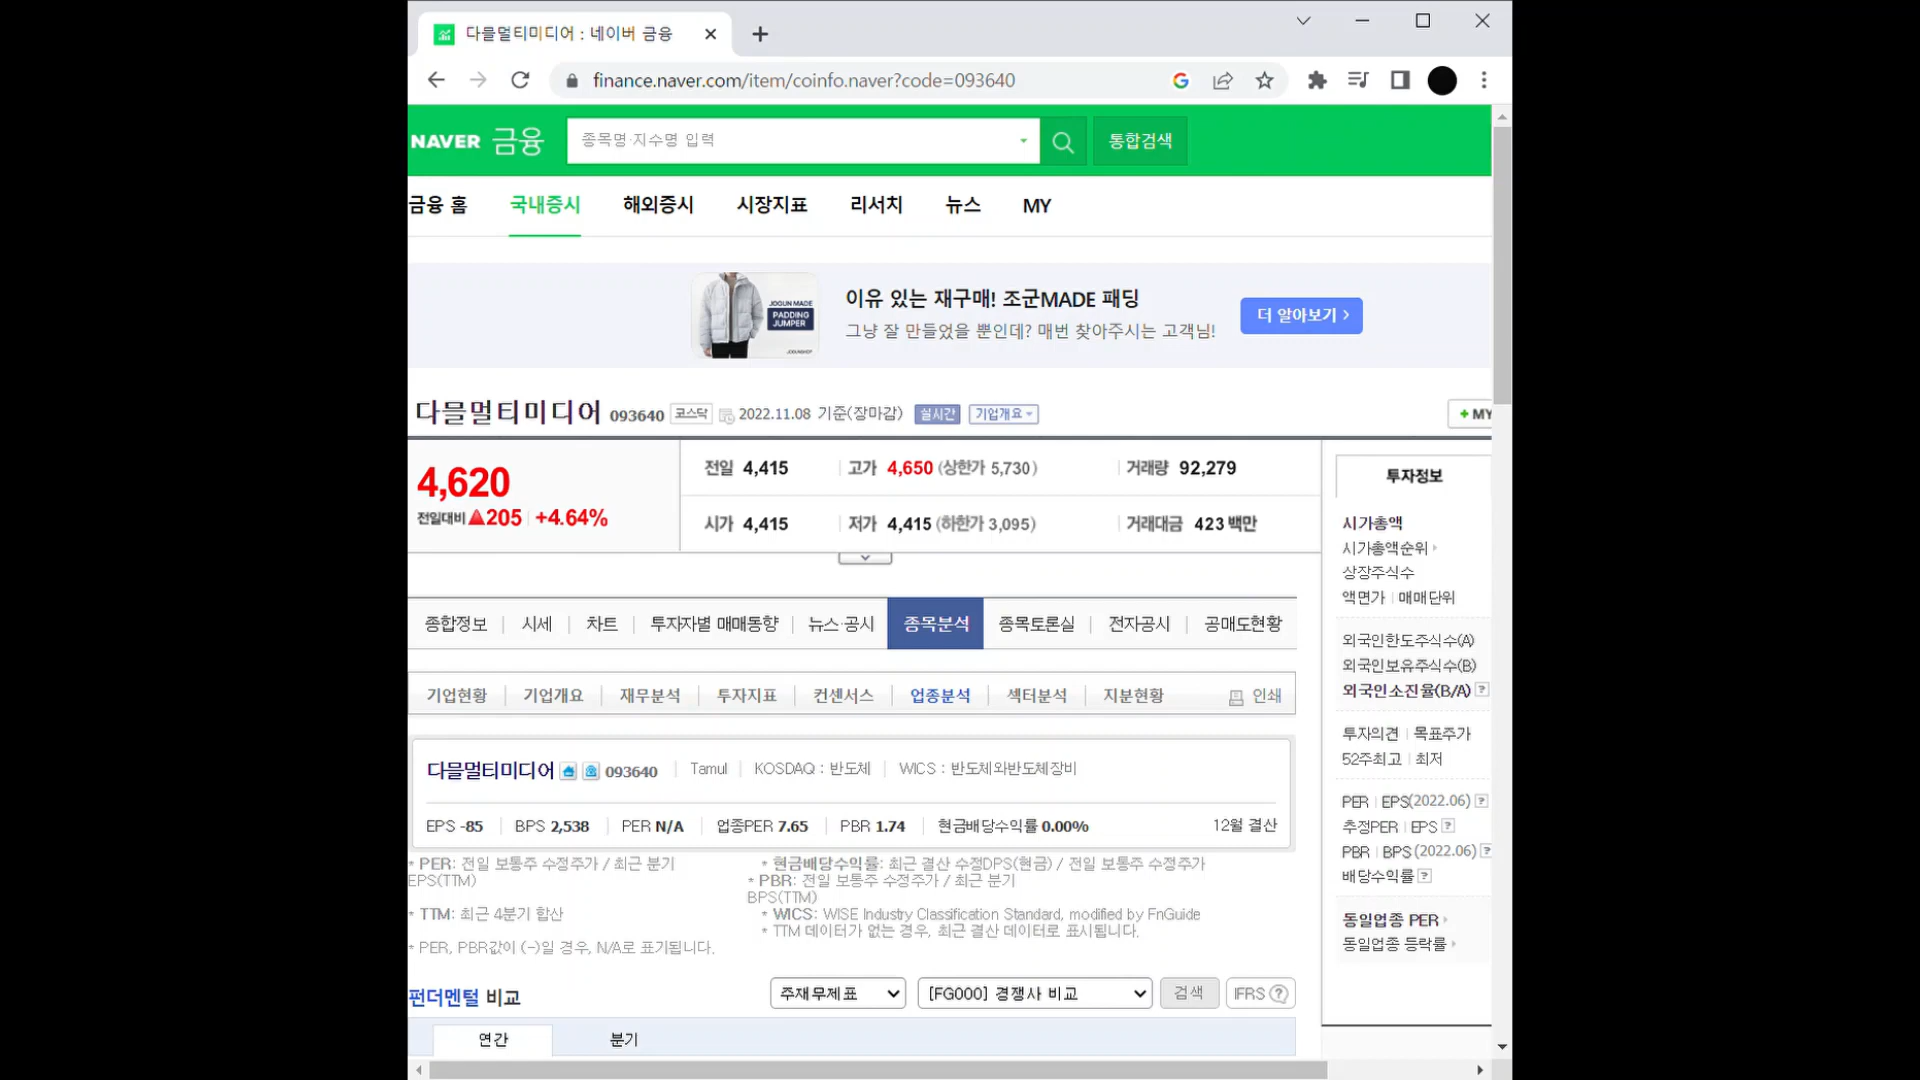 다믈멀티미디어 : 네이버 금융
finance.naver.com/item/coinfo.naver?code=093640
NAVER 금융 종목명·지수명 입력 통합검색
금융 홈 국내증시 해외증시 시장지표 리서치 뉴스 MY
JOGUN MADE
PADDING
JUMPER
JOGUNSHOP
이유 있는 재구매! 조군MADE 패딩
그냥 잘 만들었을 뿐인데? 매번 찾아주시는 고객님!
더 알아보기
다믈멀티미디어 093640 코스닥 2022.11.08 기준(장마감) 실시간 기업개요
+ MY
4,620
전일대비 ▲205 +4.64%
전일 4,415 고가 4,650 (상한가 5,730) 거래량 92,279
시가 4,415 저가 4,415 (하한가 3,095) 거래대금 423 백만
종합정보 시세 차트 투자자별 매매동향 뉴스·공시 종목분석 종목토론실 전자공시 공매도현황
기업현황 기업개요 재무분석 투자지표 컨센서스 업종분석 섹터분석 지분현황 인쇄
다믈멀티미디어 093640 Tamul KOSDAQ : 반도체 WICS : 반도체와반도체장비
EPS -85 BPS 2,538 PER N/A 업종PER 7.65 PBR 1.74 현금배당수익률 0.00% 12월 결산
* PER: 전일 보통주 수정주가 / 최근 분기
EPS(TTM)
* 현금배당수익률: 최근 결산 수정DPS(현금) / 전일 보통주 수정주가
* PBR: 전일 보통주 수정주가 / 최근 분기
BPS(TTM)
* TTM: 최근 4분기 합산
* WICS: WISE Industry Classification Standard, modified by FnGuide
* TTM 데이터가 없는 경우, 최근 결산 데이터로 표시됩니다.
* PER, PBR값이 (-)일 경우, N/A로 표기됩니다.
펀더멘털 비교 주재무제표 [FG000] 경쟁사 비교 검색 IFRS ?
연간 분기
투자정보
시가총액
시가총액순위
상장주식수
액면가 매매단위
외국인한도주식수(A)
외국인보유주식수(B)
외국인소진율(B/A) ?
투자의견 목표주가
52주최고 최저
PER EPS(2022.06) ?
추정PER EPS ?
PBR BPS (2022.06) ?
배당수익률 ?
동일업종 PER
동일업종 등락률